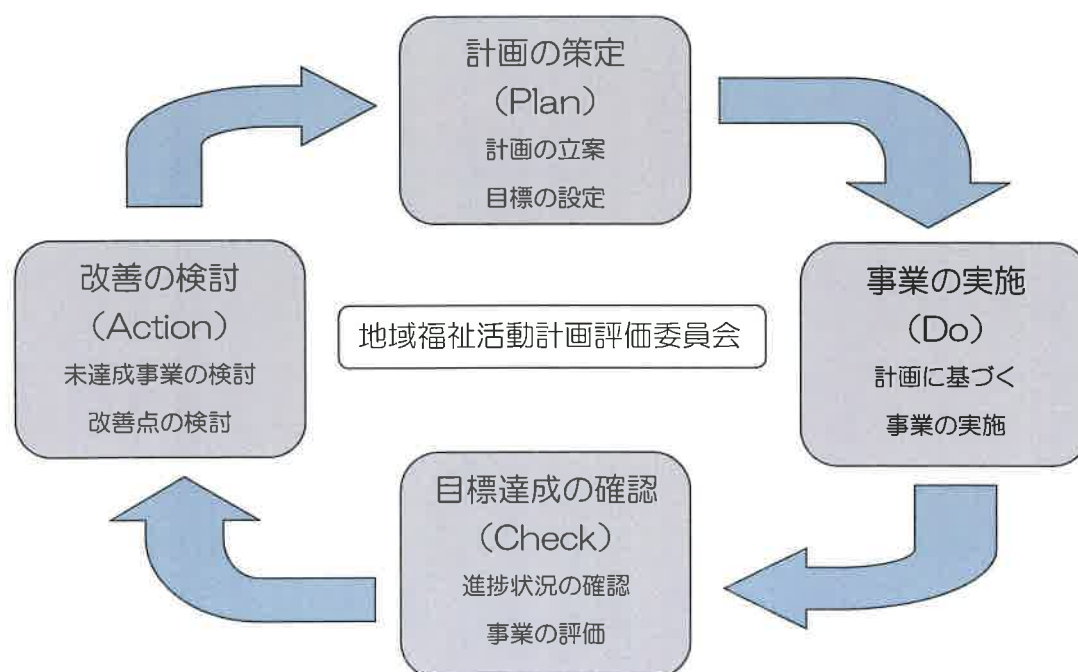 計画の策定
（Plan）
計画の立案
目標の設定
事業の実施
（Do）
計画に基づく
事業の実施
目標達成の確認
（Check）
進捗状況の確認
事業の評価
改善の検討
（Action）
未達成事業の検討
改善点の検討
地域福祉活動計画評価委員会